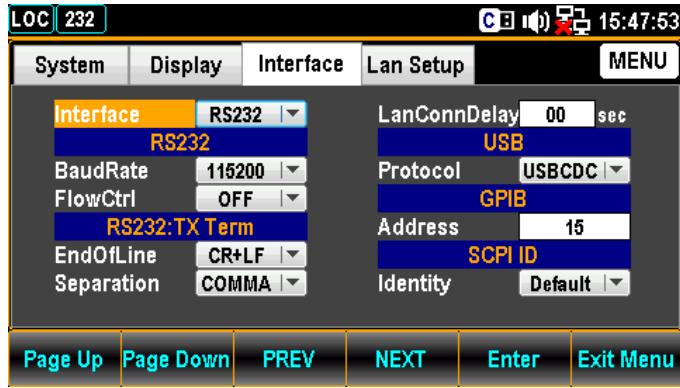 LOC 232 C 15:47:53
System Display Interface Lan Setup MENU
Interface RS232
RS232
BaudRate 115200
FlowCtrl OFF
RS232:TX Term
EndOfLine CR+LF
Separation COMMA
LanConnDelay 00 sec
USB
Protocol USBCDC
GPIB
Address 15
SCPI ID
Identity Default
Page Up Page Down PREV NEXT Enter Exit Menu